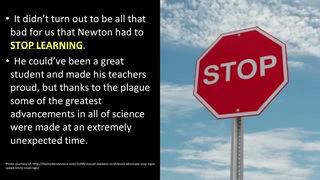 • It didn't turn out to be all that
bad for us that Newton had to
STOP LEARNING.
• He could've been a great
student and made his teachers
proud, but thanks to the plague
some of the greatest
advancements in all of science
were made at an extremely
unexpected time.
STOP